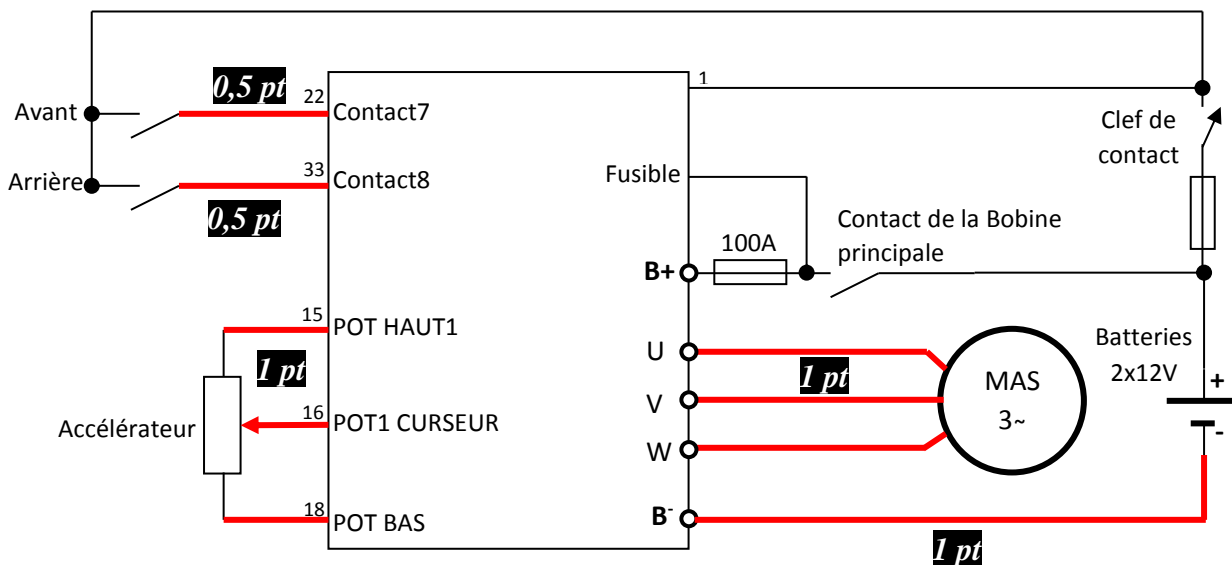 0,5 pt
22
1
Avant
Contact7
Clef de
contact
33
Arrière
Contact8
Fusible
0,5 pt
Contact de la Bobine
principale
100A
B+
15
POT HAUT1
U
Batteries
2x12V
1 pt
1 pt
MAS
3~
+
-
V
16
Accélérateur
POT1 CURSEUR
W
18
POT BAS
B-
1 pt